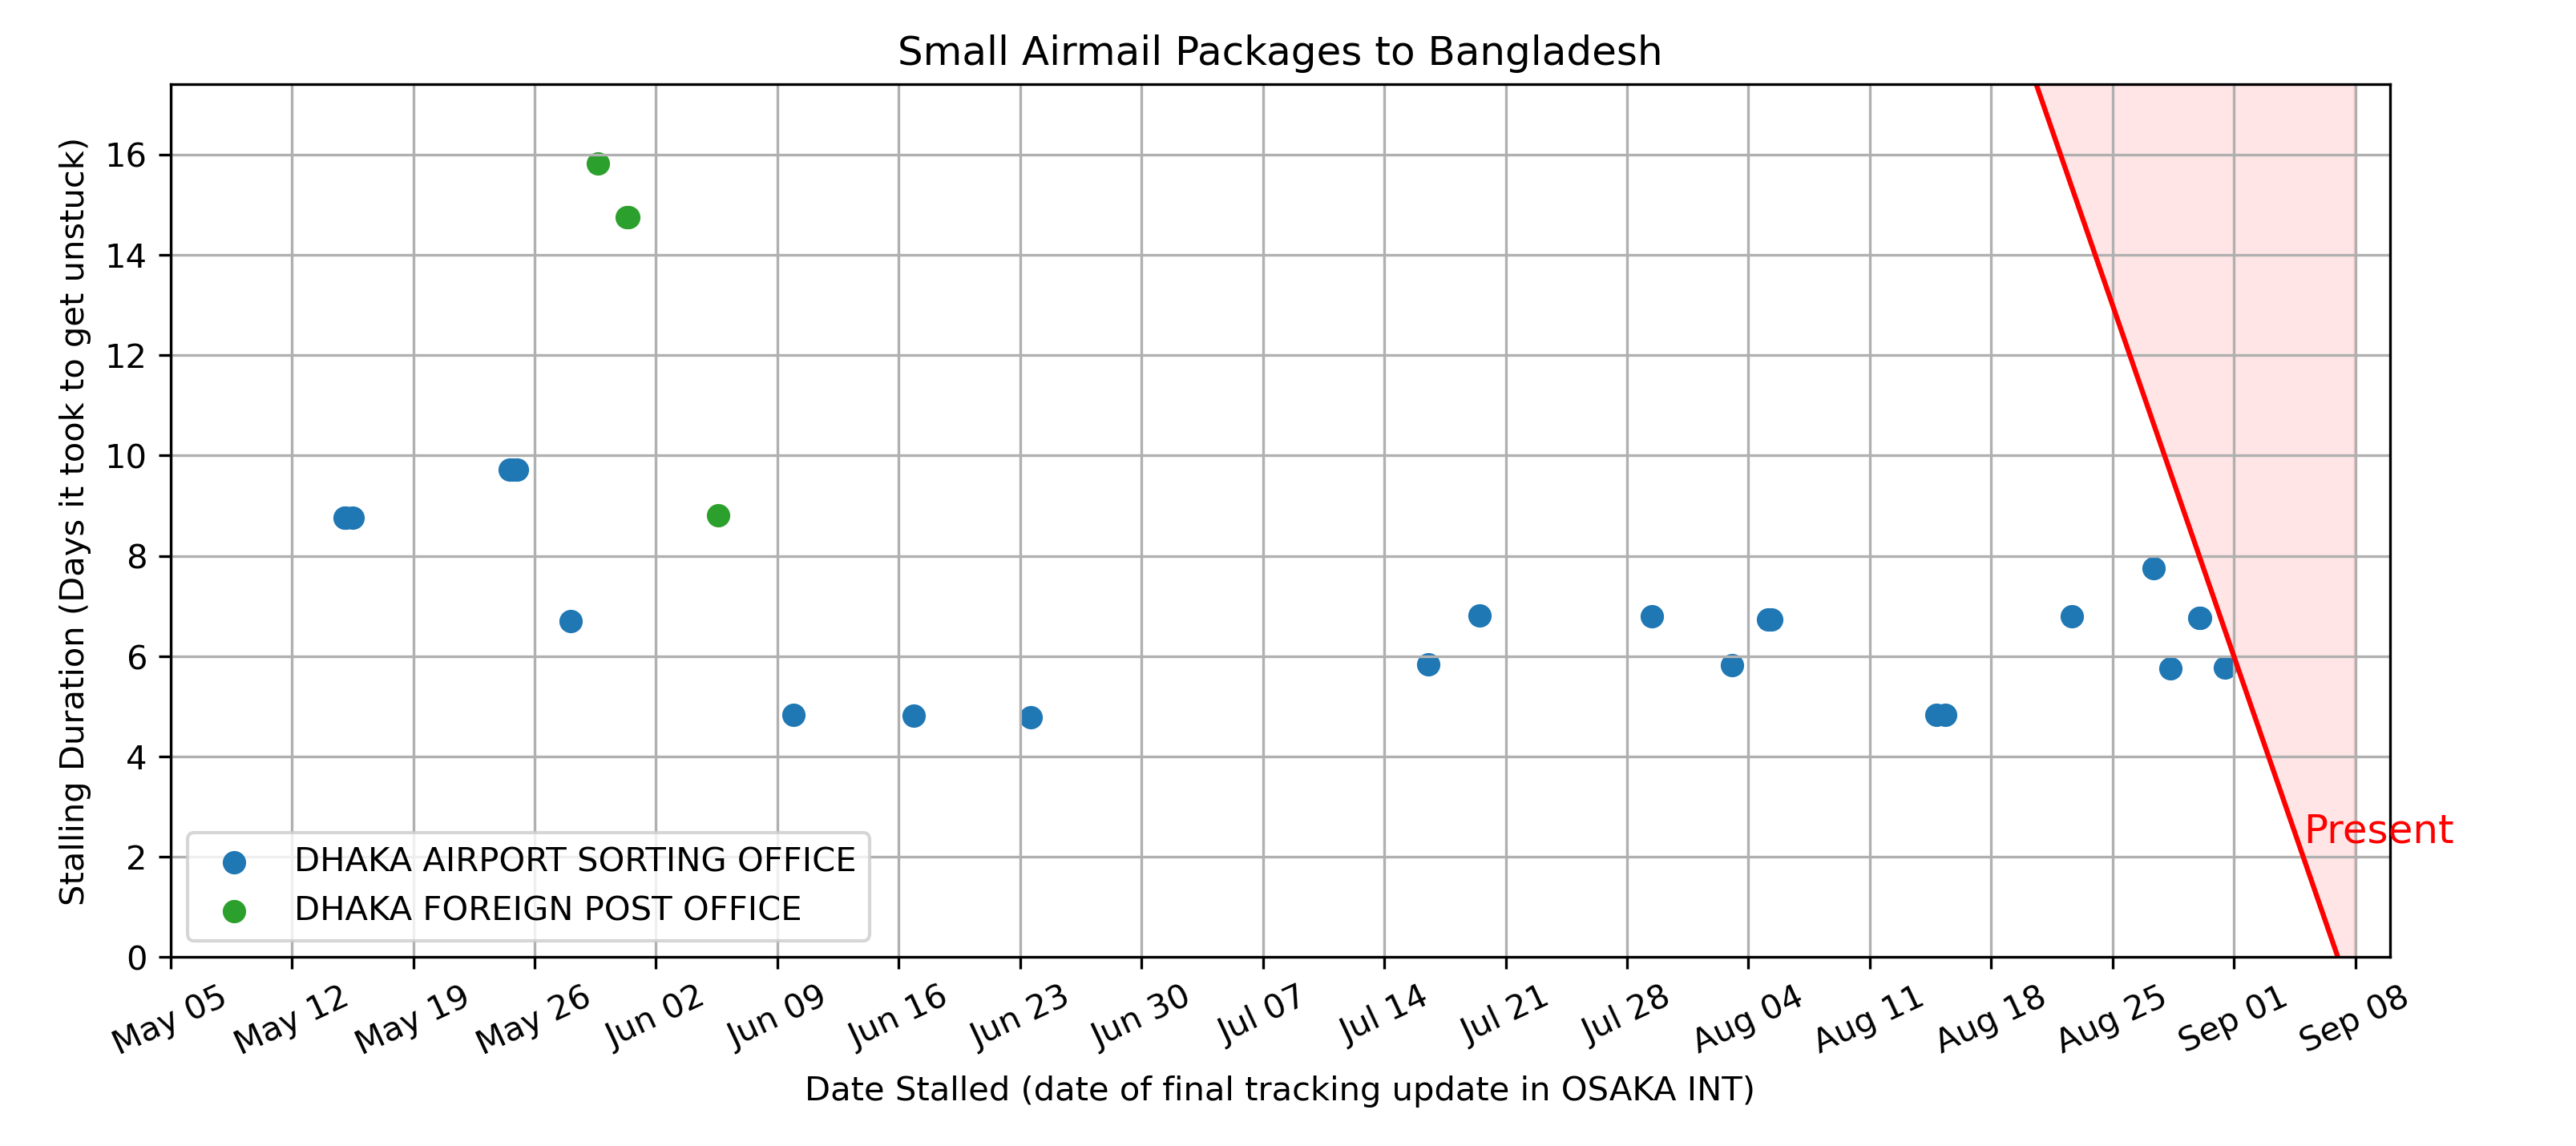 Small Airmail Packages to Bangladesh
Stalling Duration (Days it took to get unstuck)
16
14
12
10
8
6
4
2
0
Present
DHAKA AIRPORT SORTING OFFICE
DHAKA FOREIGN POST OFFICE
May 05
May 12
May 19
May 26
Jun 02
Jun 09
Jun 16
Jun 23
Jun 30
Jul 07
Jul 14
Jul 21
Jul 28
Aug 04
Aug 11
Aug 18
Aug 25
Sep 01
Sep 08
Date Stalled (date of final tracking update in OSAKA INT)